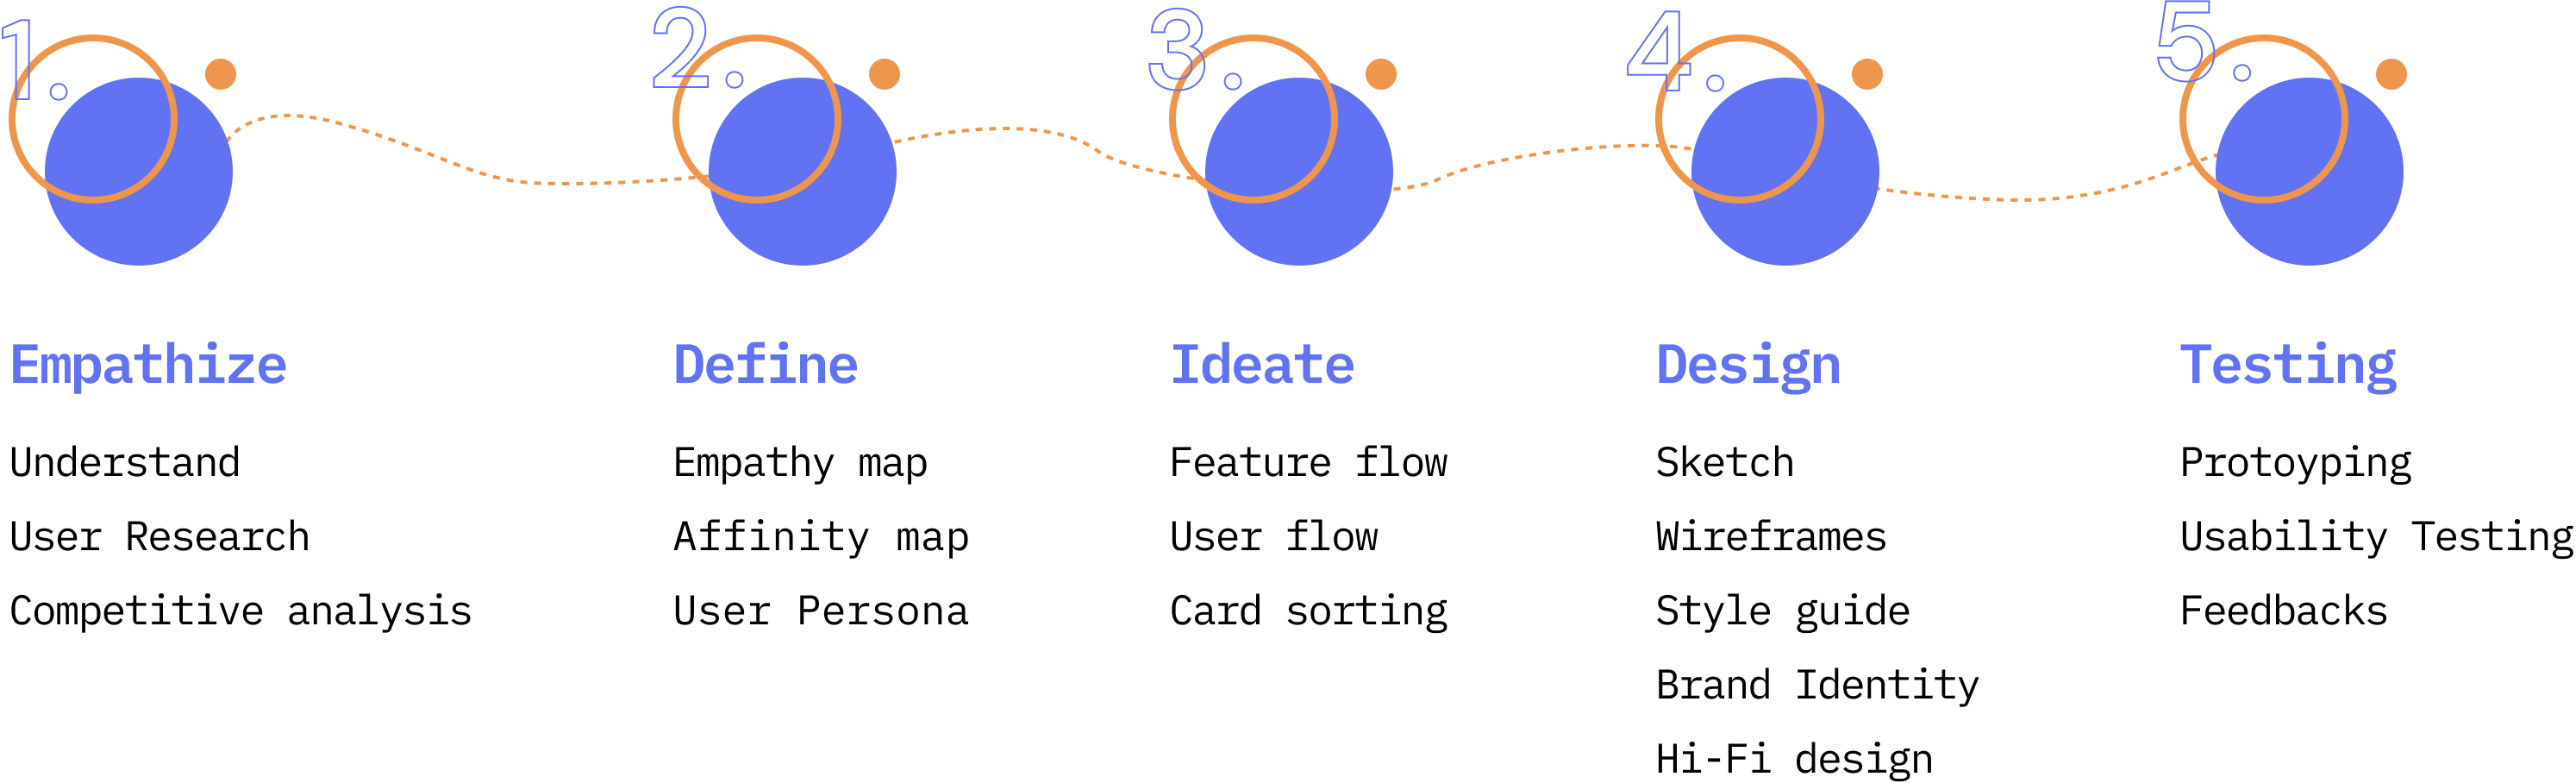 1.
Empathize
Understand
User Research
Competitive analysis
2.
Define
Empathy map
Affinity map
User Persona
3.
Ideate
Feature flow
User flow
Card sorting
4.
Design
Sketch
Wireframes
Style guide
Brand Identity
Hi-Fi design
5.
Testing
Protoyping
Usability Testing
Feedbacks